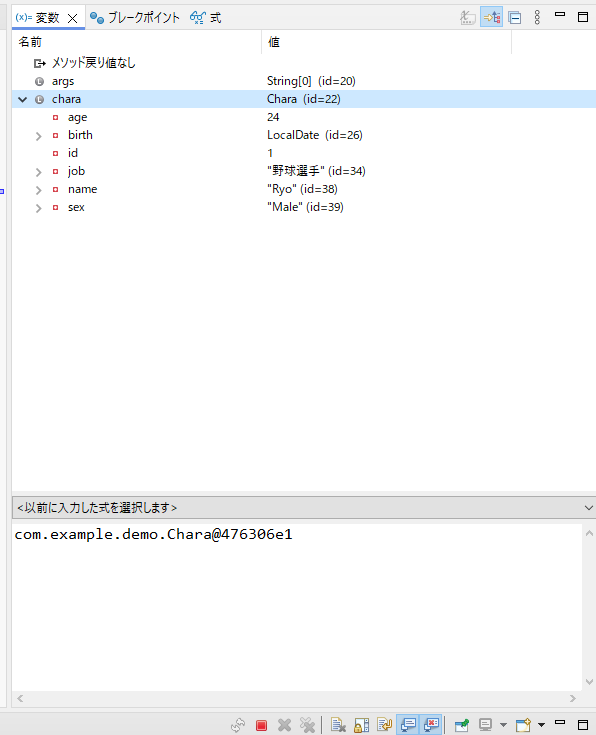 (x)= 変数 ブレークポイント 式
名前 値
メソッド戻り値なし
args String[0] (id=20)
chara Chara (id=22)
age 24
birth LocalDate (id=26)
id 1
job "野球選手" (id=34)
name "Ryo" (id=38)
sex "Male" (id=39)
<以前に入力した式を選択します>
com.example.demo.Chara@476306e1